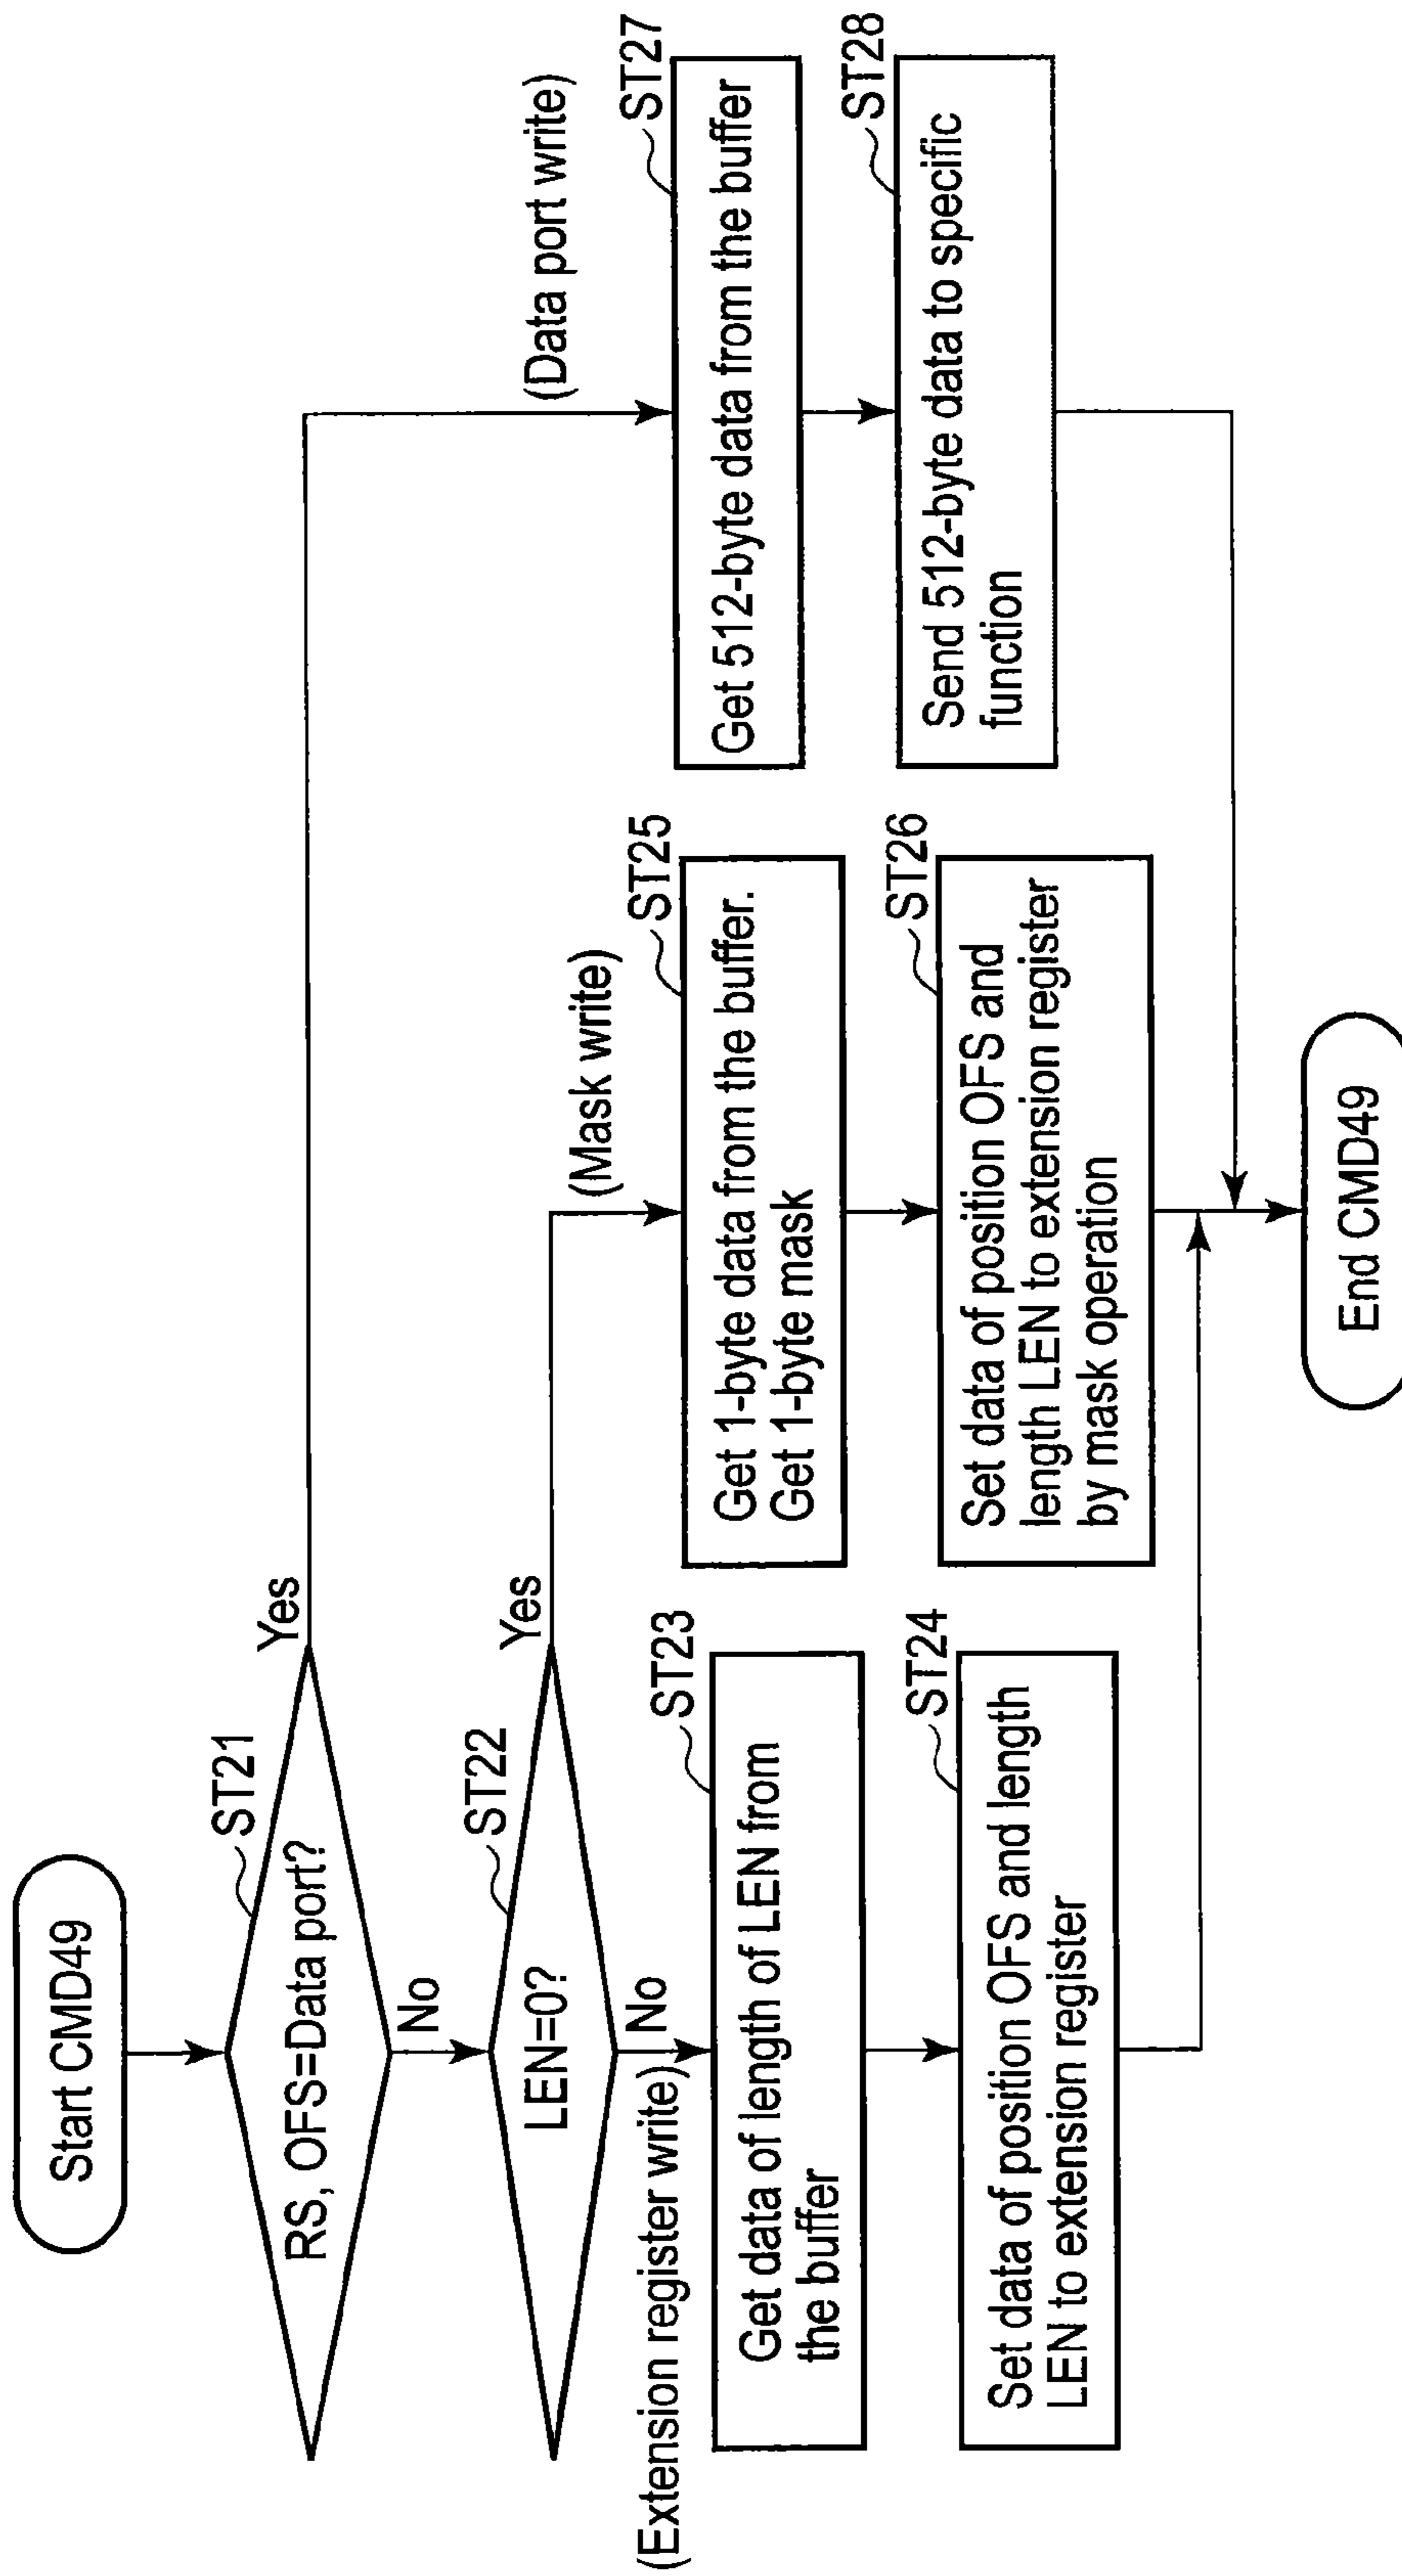 Start CMD49
ST21
RS, OFS=Data port?
Yes
No
ST22
LEN=0?
Yes
No
(Extension register write)
ST23
Get data of length of LEN from
the buffer
ST24
Set data of position OFS and length
LEN to extension register
(Mask write)
ST25
Get 1-byte data from the buffer.
Get 1-byte mask
ST26
Set data of position OFS and
length LEN to extension register
by mask operation
(Data port write)
ST27
Get 512-byte data from the buffer
ST28
Send 512-byte data to specific
function
End CMD49